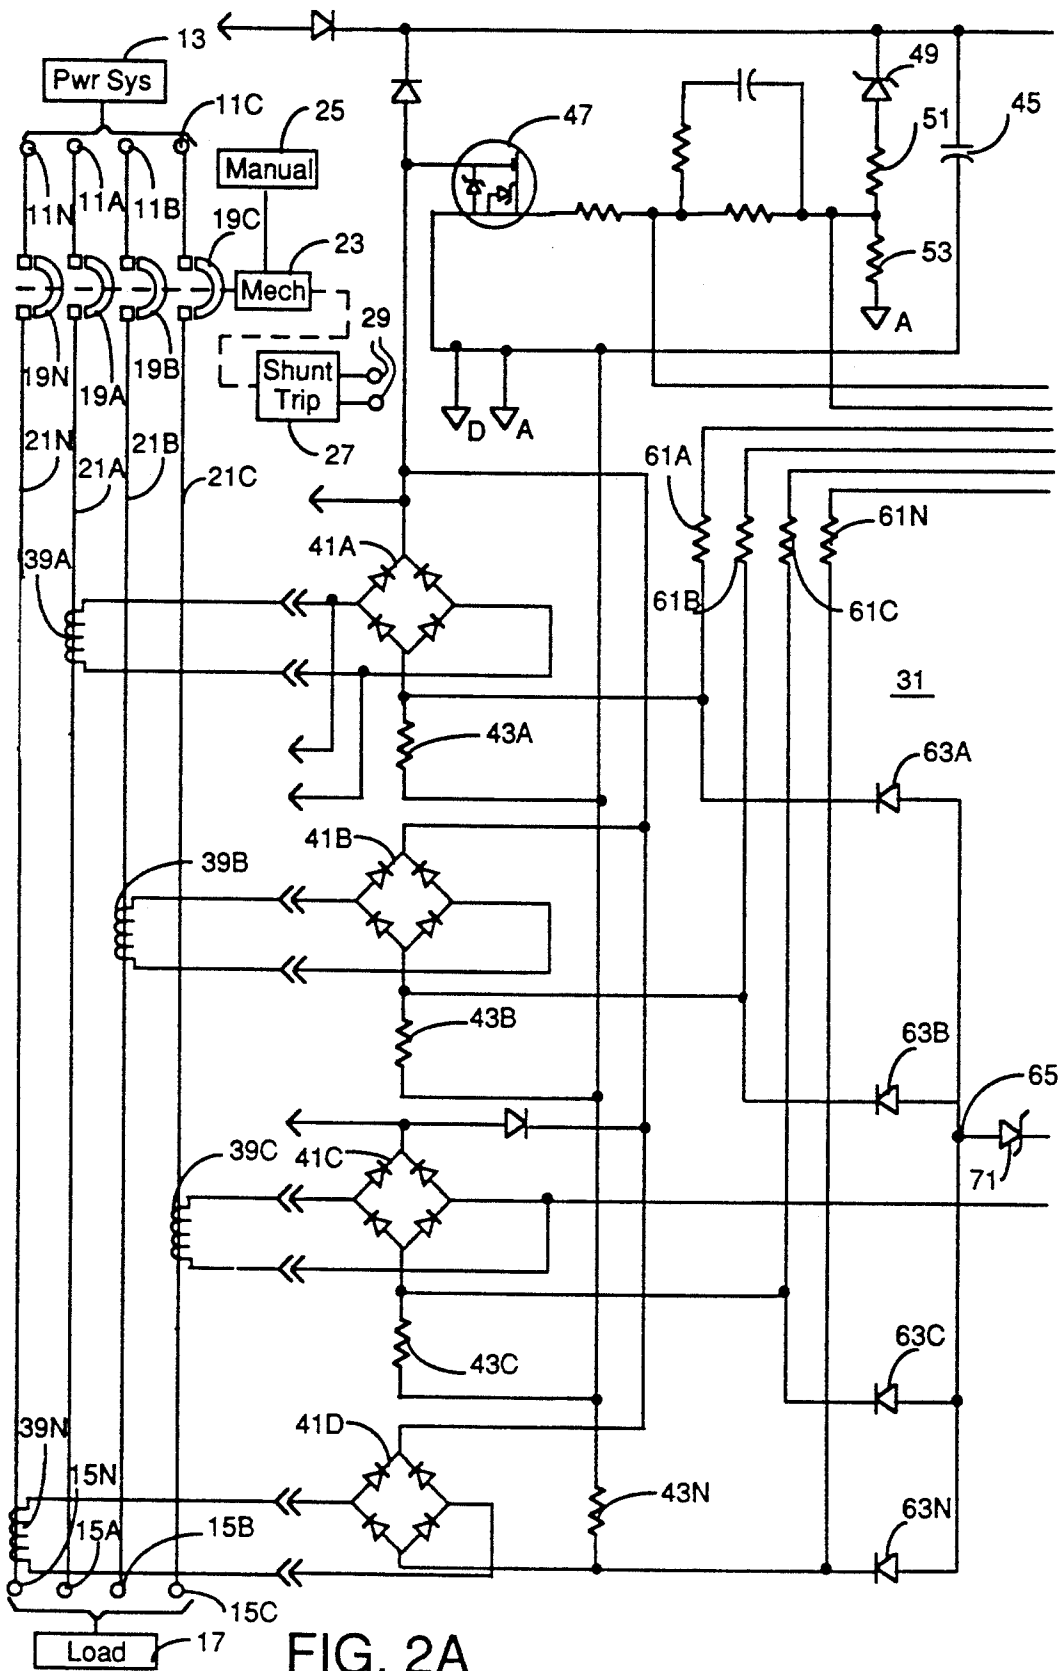 13
Pwr Sys
11C
25
47
49
51
45
Manual
11N
11A
11B
19C
23
53
Mech
A
29
19N
19A
19B
Shunt
Trip
D
A
21N
21A
21B
21C
27
61A
61N
39A
41A
61B
61C
31
43A
63A
41B
39B
43B
63B
65
39C
41C
71
43C
63C
39N
41D
15N
43N
63N
15A
15B
15C
Load
17
FIG. 2A